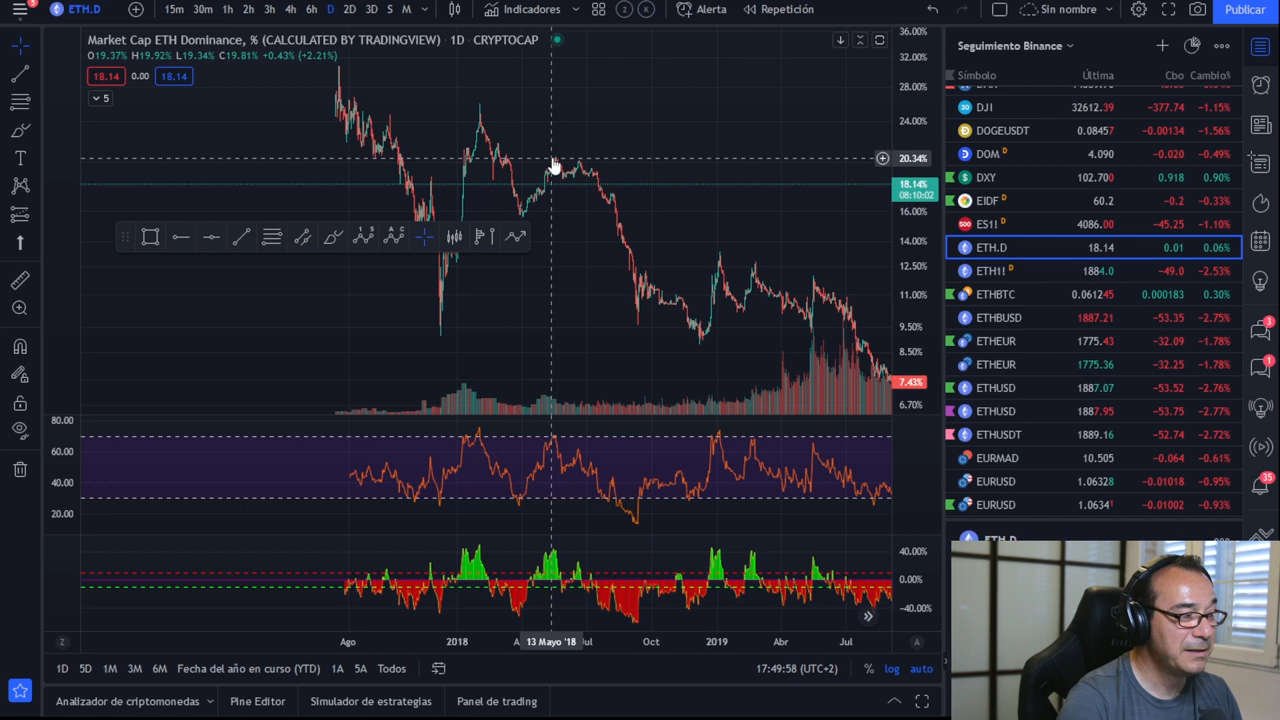 5
ETH.D
15m 30m 1h 2h 3h 4h 6h D 2D 3D S M
Indicadores
2 K
Alerta
Repetición
Sin nombre
Publicar
Market Cap ETH Dominance, % (CALCULATED BY TRADINGVIEW) · 1D · CRYPTOCAP
O19.37% H19.92% L19.34% C19.81% +0.43% (+2.21%)
18.14 0.00 18.14
5
36.00%
32.00%
28.00%
24.00%
20.34%
18.14%
08:10:02
16.00%
14.00%
12.50%
11.00%
9.50%
8.50%
7.43%
6.70%
80.00
60.00
40.00
20.00
40.00%
0.00%
−40.00%
Z Ago 2018 13 Mayo '18 Jul Oct 2019 Abr Jul A
1D 5D 1M 3M 6M Fecha del año en curso (YTD) 1A 5A Todos
17:49:58 (UTC+2) % log auto
Analizador de criptomonedas Pine Editor Simulador de estrategias Panel de trading
Seguimiento Binance
Símbolo Última Cbo Cambio%
DJI 32612.39 −377.74 −1.15%
DOGEUSDT 0.08457 −0.00134 −1.56%
DOM D 4.090 −0.020 −0.49%
DXY 102.700 0.918 0.90%
EIDF D 60.2 −0.2 −0.33%
500 ES1! D 4086.00 −45.25 −1.10%
ETH.D 18.14 0.01 0.06%
ETH1! D 1884.0 −49.0 −2.53%
ETHBTC 0.061245 0.000183 0.30%
ETHBUSD 1887.21 −53.35 −2.75%
ETHEUR 1775.43 −32.09 −1.78%
ETHEUR 1775.36 −32.25 −1.78%
ETHUSD 1887.07 −53.52 −2.76%
ETHUSD 1887.95 −53.75 −2.77%
ETHUSDT 1889.16 −52.74 −2.72%
EURMAD 10.505 −0.064 −0.61%
EURUSD 1.06328 −0.01018 −0.95%
EURUSD 1.0634¹ −0.01002 −0.93%
ETH.D
3
1
35